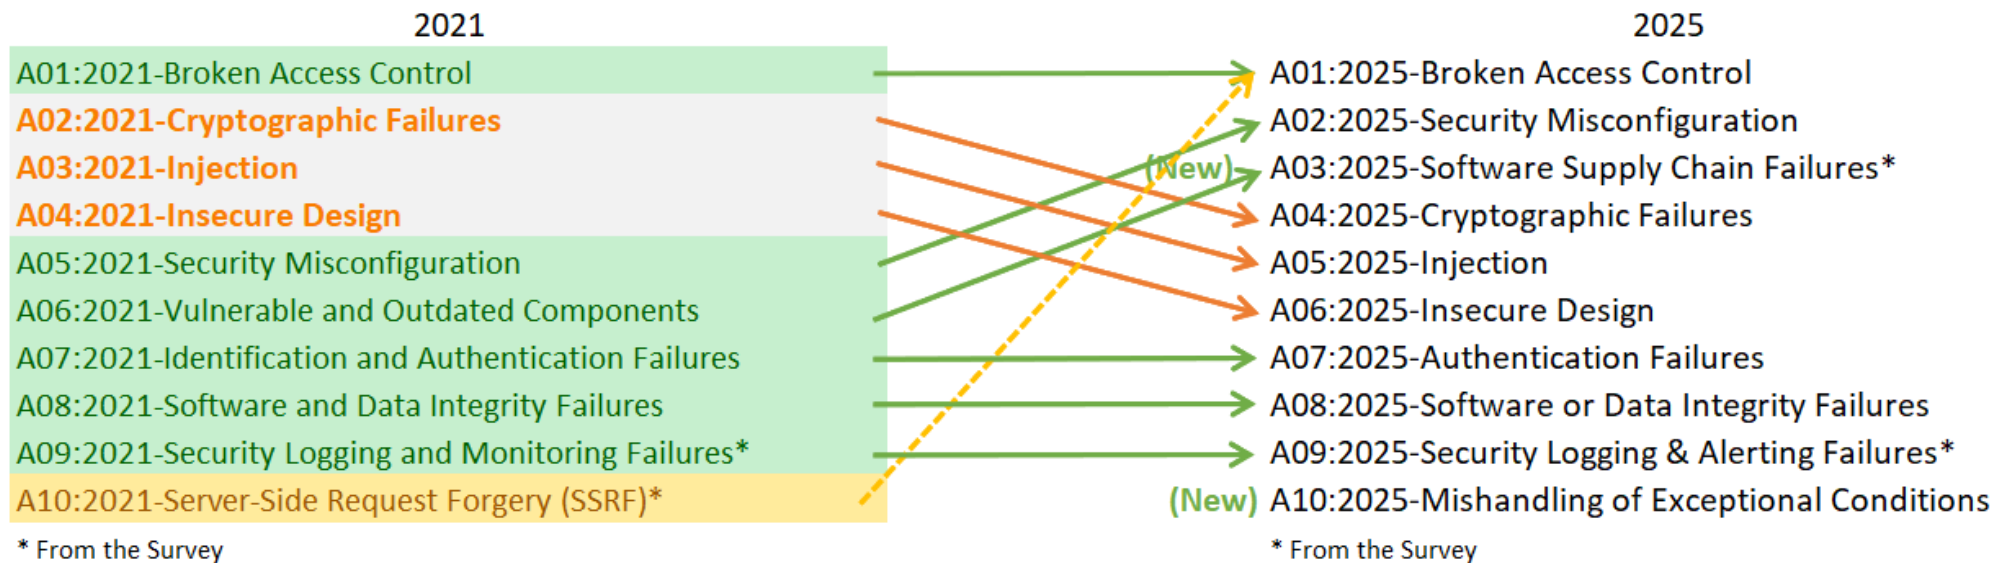 2021
A01:2021-Broken Access Control
A02:2021-Cryptographic Failures
A03:2021-Injection
A04:2021-Insecure Design
A05:2021-Security Misconfiguration
A06:2021-Vulnerable and Outdated Components
A07:2021-Identification and Authentication Failures
A08:2021-Software and Data Integrity Failures
A09:2021-Security Logging and Monitoring Failures*
A10:2021-Server-Side Request Forgery (SSRF)*
* From the Survey
2025
A01:2025-Broken Access Control
A02:2025-Security Misconfiguration
(New) A03:2025-Software Supply Chain Failures*
A04:2025-Cryptographic Failures
A05:2025-Injection
A06:2025-Insecure Design
A07:2025-Authentication Failures
A08:2025-Software or Data Integrity Failures
A09:2025-Security Logging & Alerting Failures*
(New) A10:2025-Mishandling of Exceptional Conditions
* From the Survey